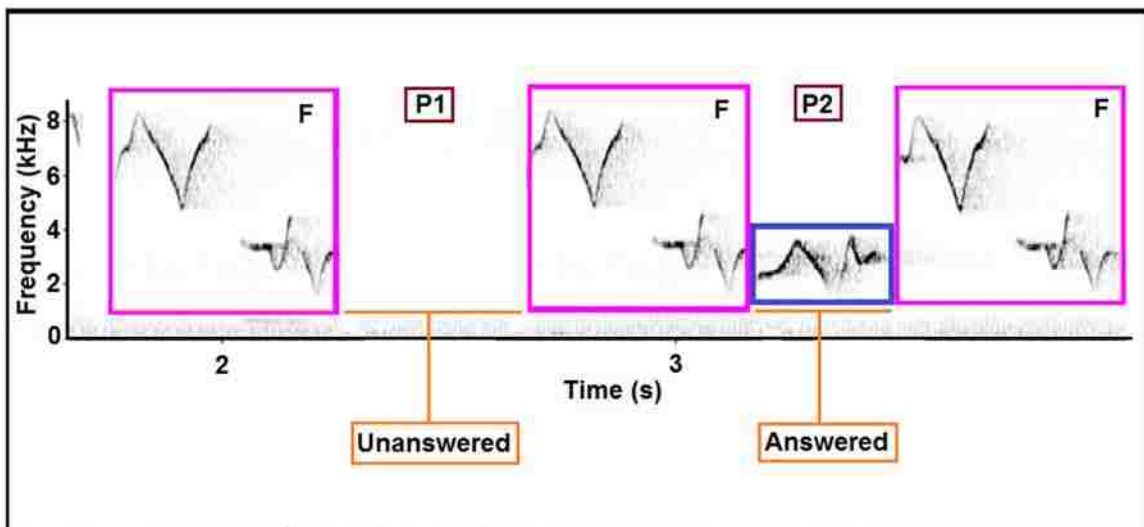 F P1 F P2 F
Frequency (kHz)
8
6
4
2
0
2 3
Time (s)
Unanswered Answered